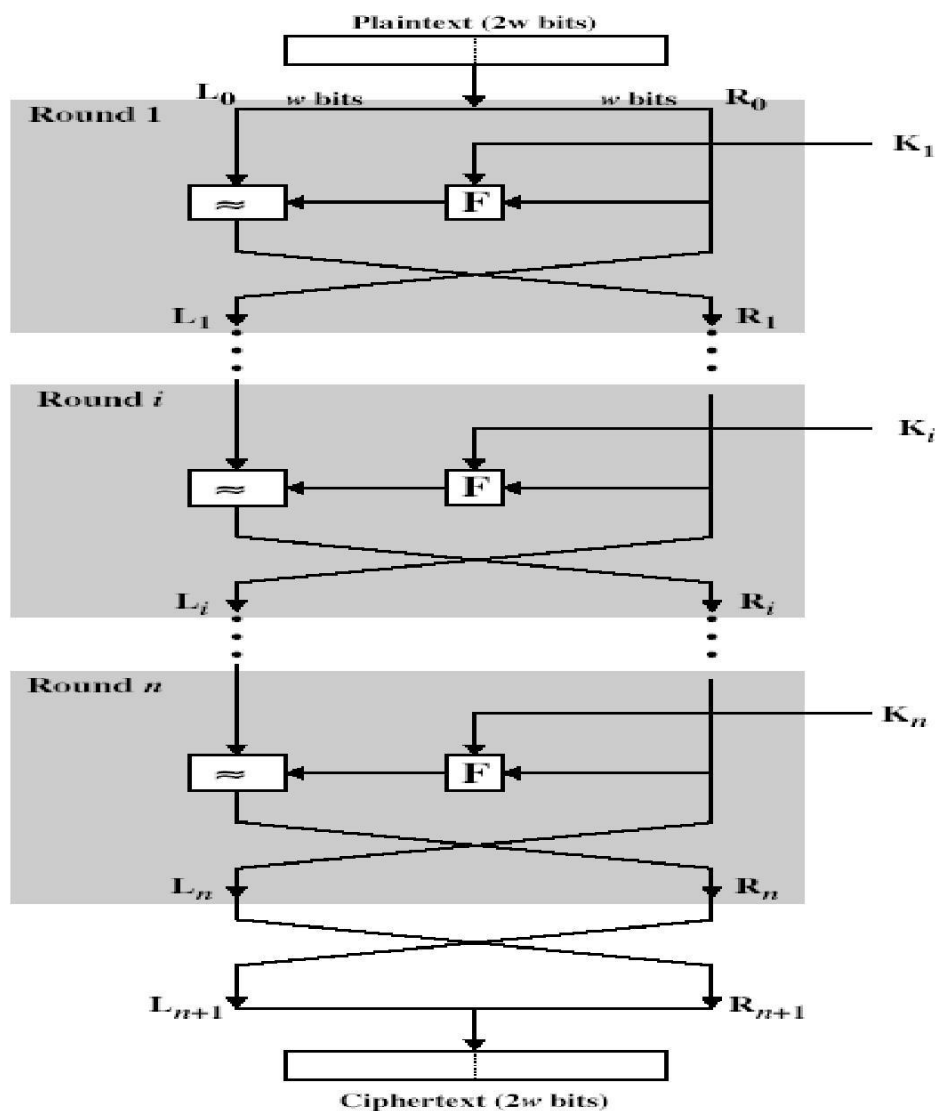 Plaintext (2w bits)
L0 w bits w bits R0
Round 1
K1
≈ F
L1 R1
Round i
Ki
≈ F
Li Ri
Round n
Kn
≈ F
Ln Rn
Ln+1 Rn+1
Ciphertext (2w bits)